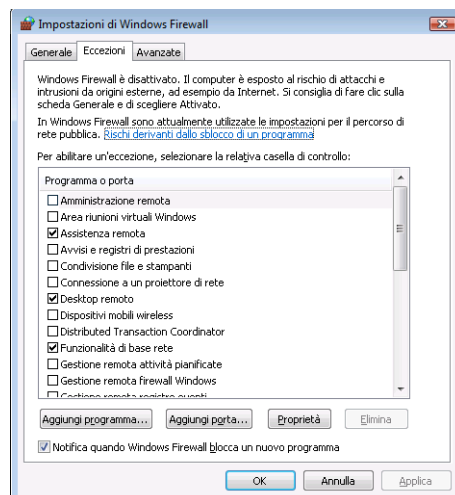 Impostazioni di Windows Firewall
Generale Eccezioni Avanzate
Windows Firewall è disattivato. Il computer è esposto al rischio di attacchi e
intrusioni da origini esterne, ad esempio da Internet. Si consiglia di fare clic sulla
scheda Generale e di scegliere Attivato.
In Windows Firewall sono attualmente utilizzate le impostazioni per il percorso di
rete pubblica. Rischi derivanti dallo sblocco di un programma
Per abilitare un'eccezione, selezionare la relativa casella di controllo:
Programma o porta
Amministrazione remota
Area riunioni virtuali Windows
Assistenza remota
Avvisi e registri di prestazioni
Condivisione file e stampanti
Connessione a un proiettore di rete
Desktop remoto
Dispositivi mobili wireless
Distributed Transaction Coordinator
Funzionalità di base rete
Gestione remota attività pianificate
Gestione remota firewall Windows
Gestione remota registro eventi
Aggiungi programma... Aggiungi porta... Proprietà Elimina
Notifica quando Windows Firewall blocca un nuovo programma
OK Annulla Applica